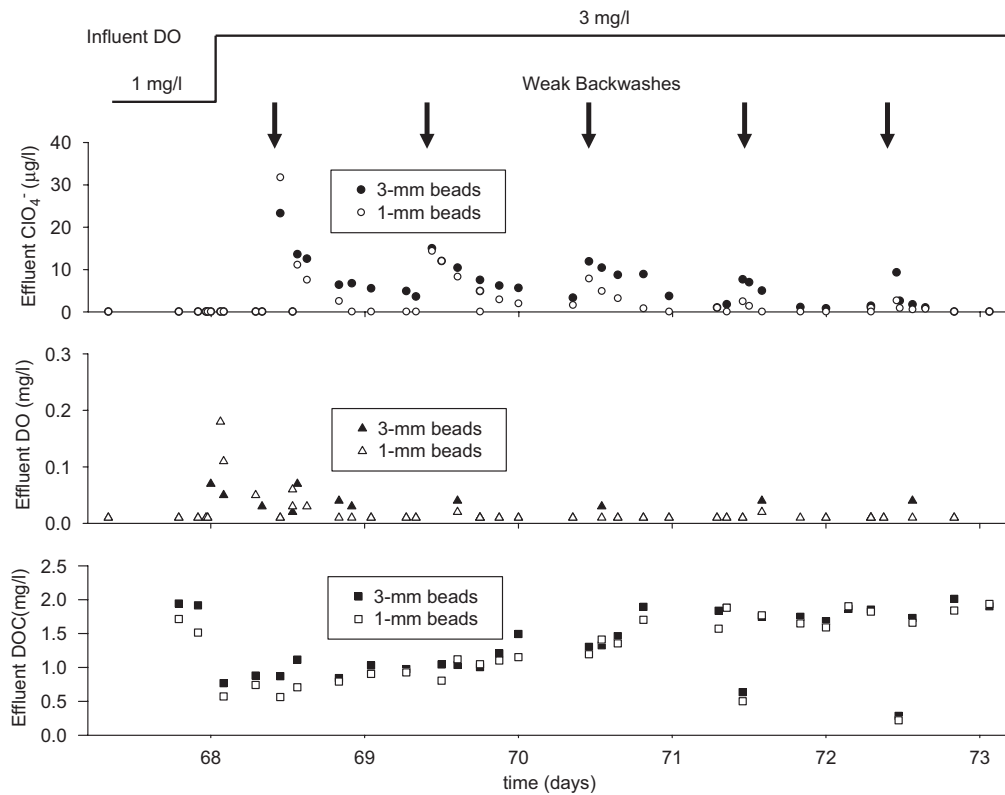 3 mg/l
Influent DO
1 mg/l
Weak Backwashes
Effluent ClO₄⁻ (μg/l)
40
30
20
10
0
3-mm beads
1-mm beads
Effluent DO (mg/l)
0.3
0.2
0.1
0.0
3-mm beads
1-mm beads
Effluent DOC(mg/l)
2.5
2.0
1.5
1.0
0.5
0.0
3-mm beads
1-mm beads
68 69 70 71 72 73
time (days)